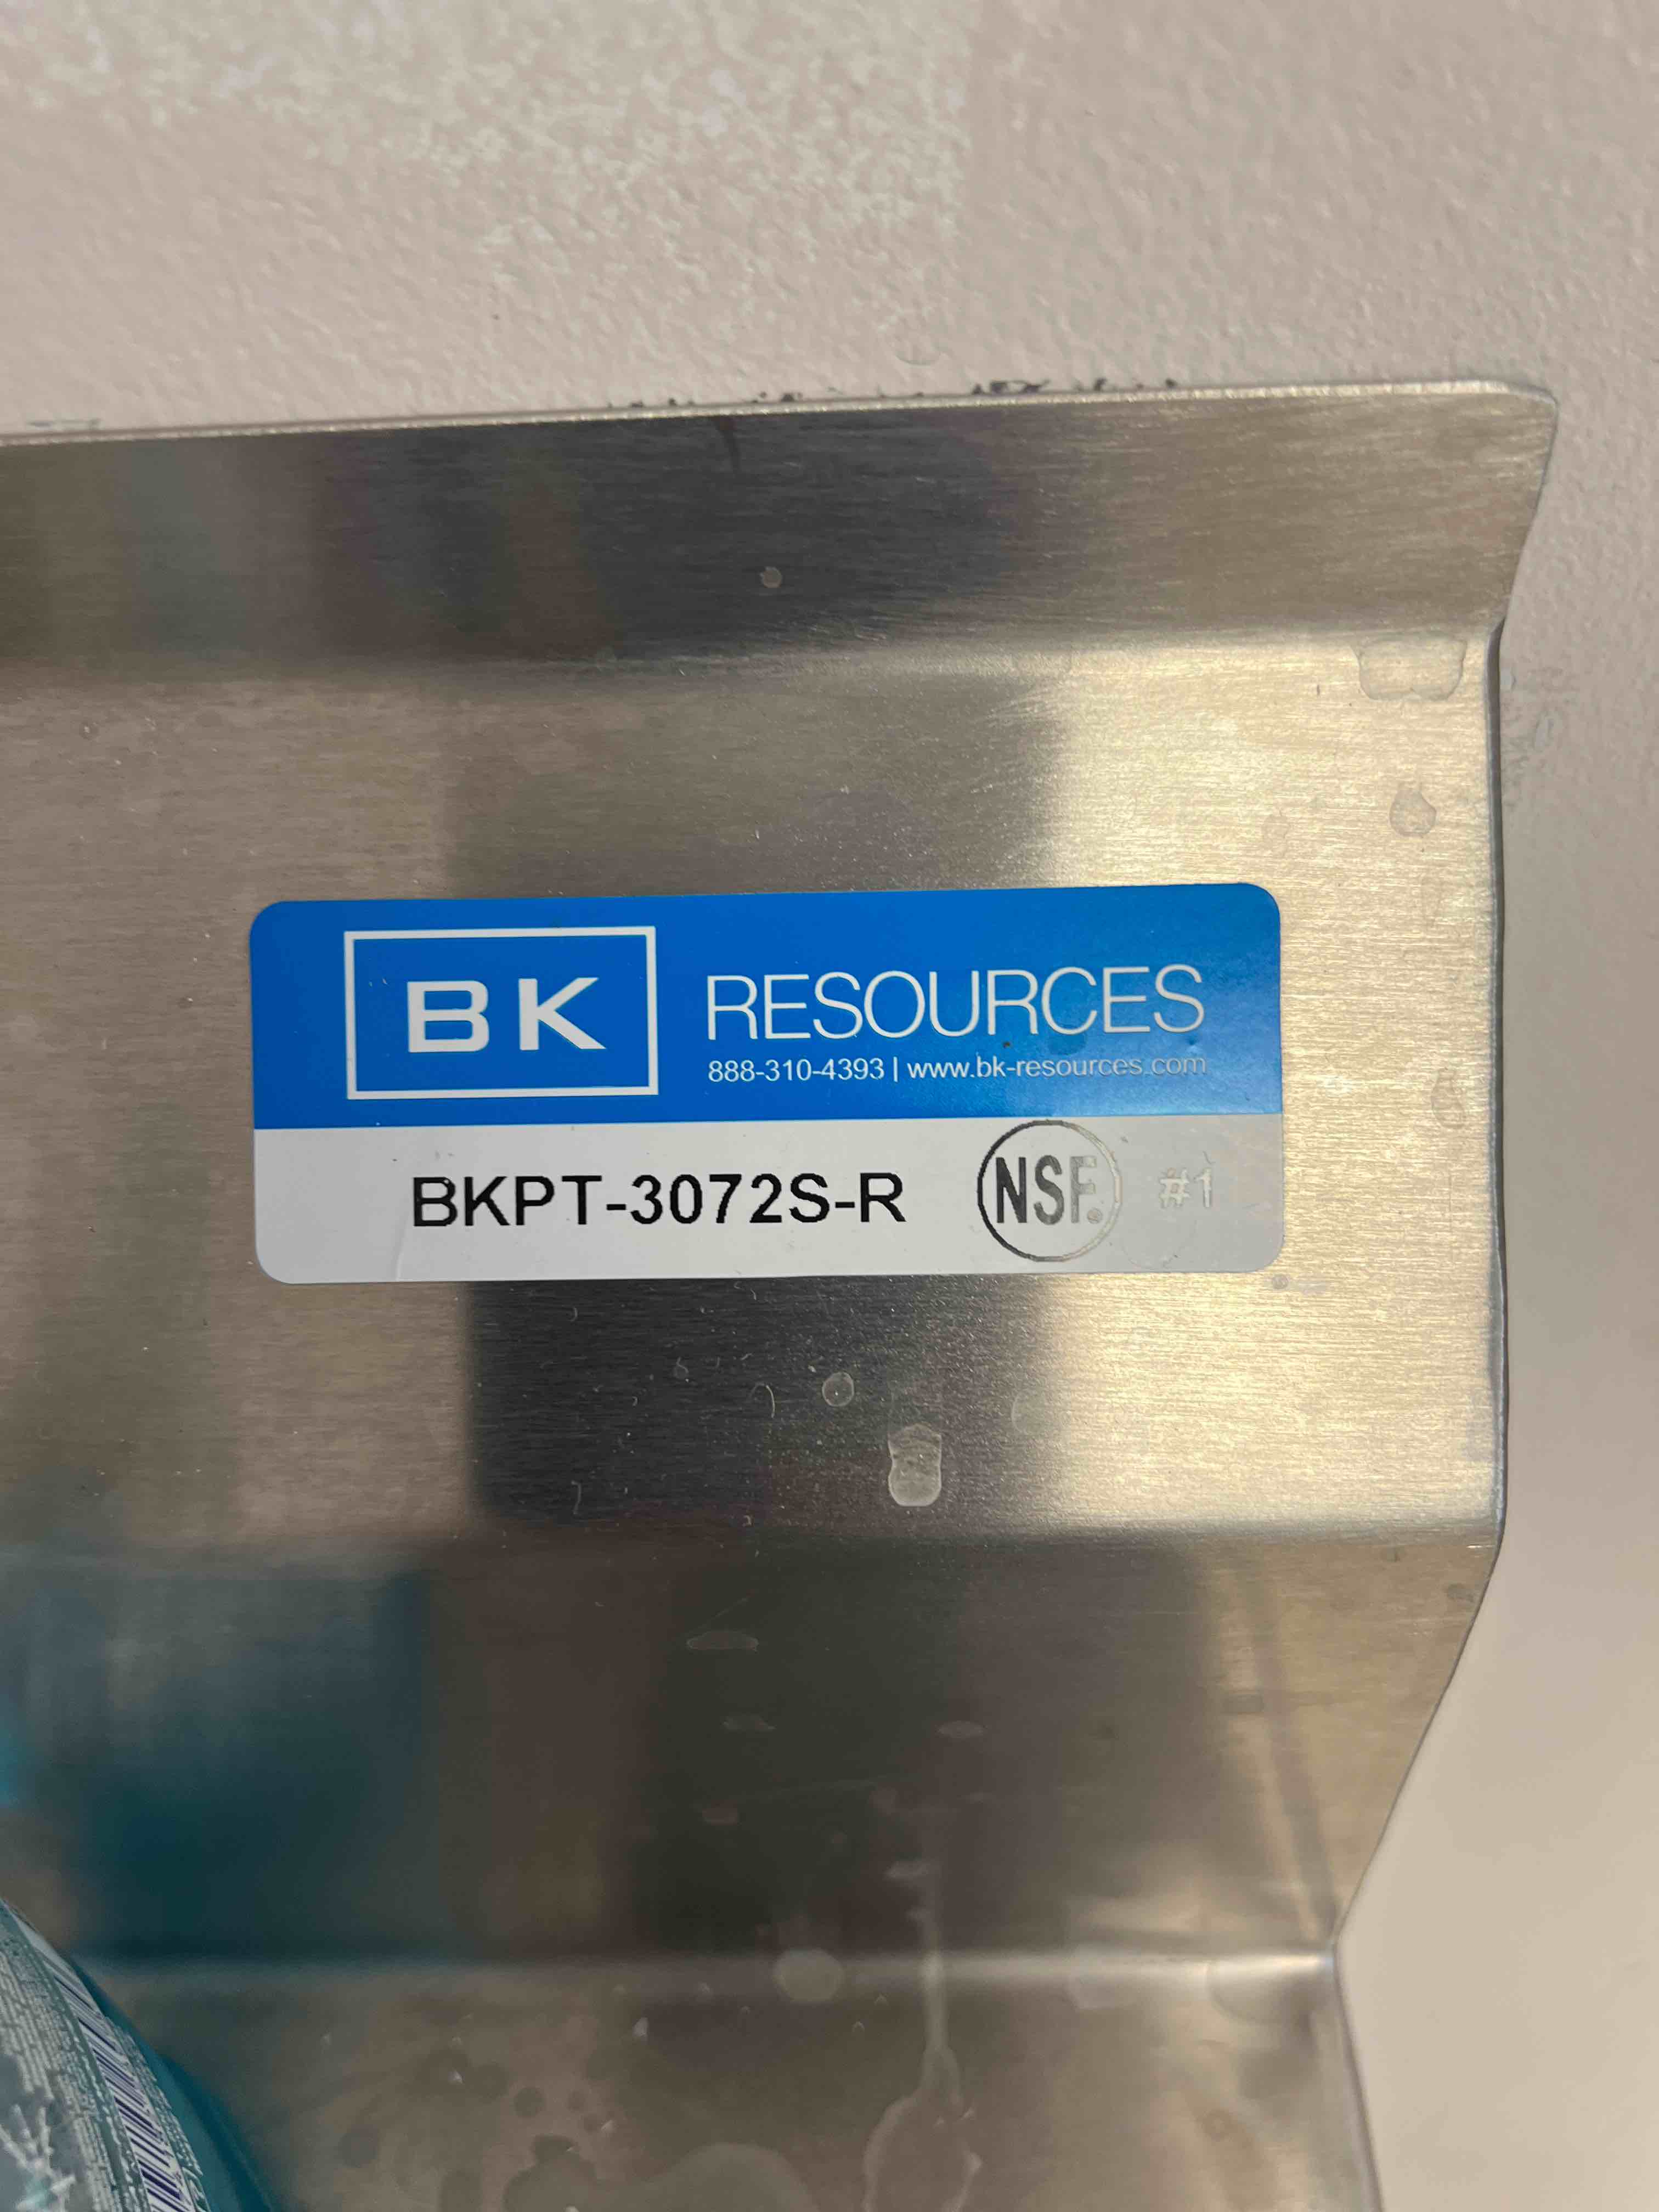 BK RESOURCES
888-310-4393 | www.bk-resources.com
BKPT-3072S-R NSF. #1